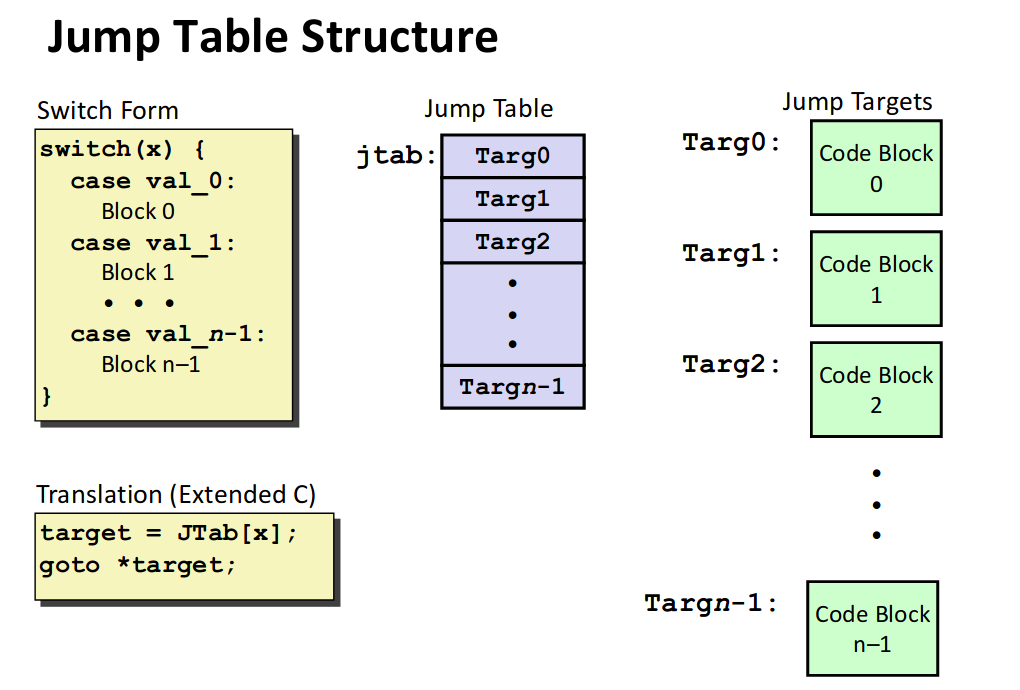 Jump Table Structure
Switch Form
switch(x) {
case val_0:
Block 0
case val_1:
Block 1
• • •
case val_n-1:
Block n–1
}
Translation (Extended C)
target = JTab[x];
goto *target;
Jump Table
jtab:
Targ0
Targ1
Targ2
•
•
•
Targn-1
Jump Targets
Targ0:
Code Block
0
Targ1:
Code Block
1
Targ2:
Code Block
2
•
•
•
Targn-1:
Code Block
n–1